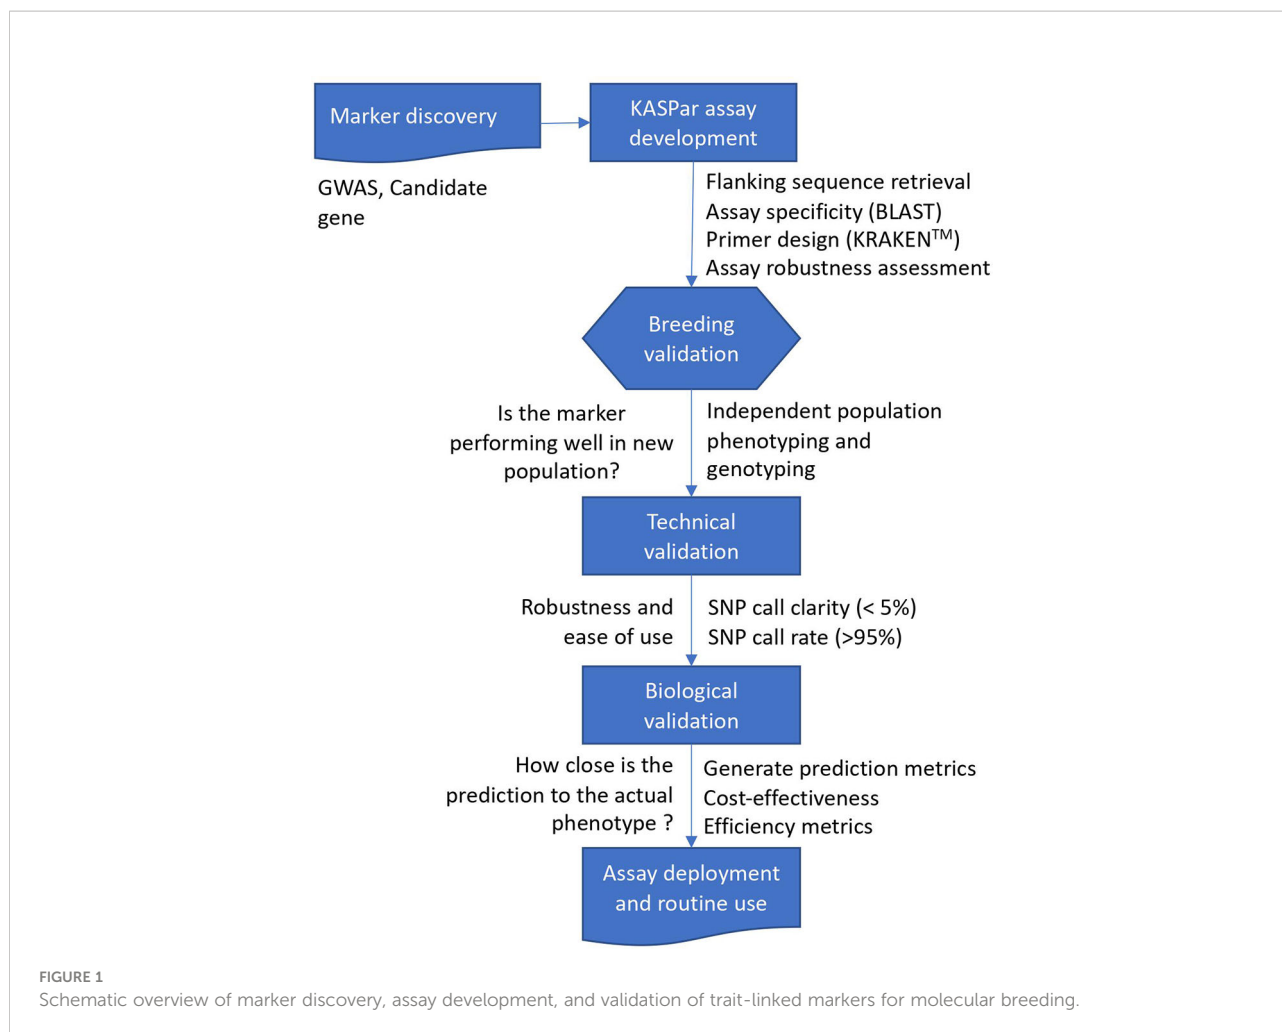 Marker discovery
KASPar assay
development
GWAS, Candidate
gene
Flanking sequence retrieval
Assay specificity (BLAST)
Primer design (KRAKEN™)
Assay robustness assessment
Breeding
validation
Is the marker
performing well in new
population?
Independent population
phenotyping and
genotyping
Technical
validation
Robustness and
ease of use
SNP call clarity (< 5%)
SNP call rate (>95%)
Biological
validation
How close is the
prediction to the actual
phenotype ?
Generate prediction metrics
Cost-effectiveness
Efficiency metrics
Assay deployment
and routine use
FIGURE 1
Schematic overview of marker discovery, assay development, and validation of trait-linked markers for molecular breeding.